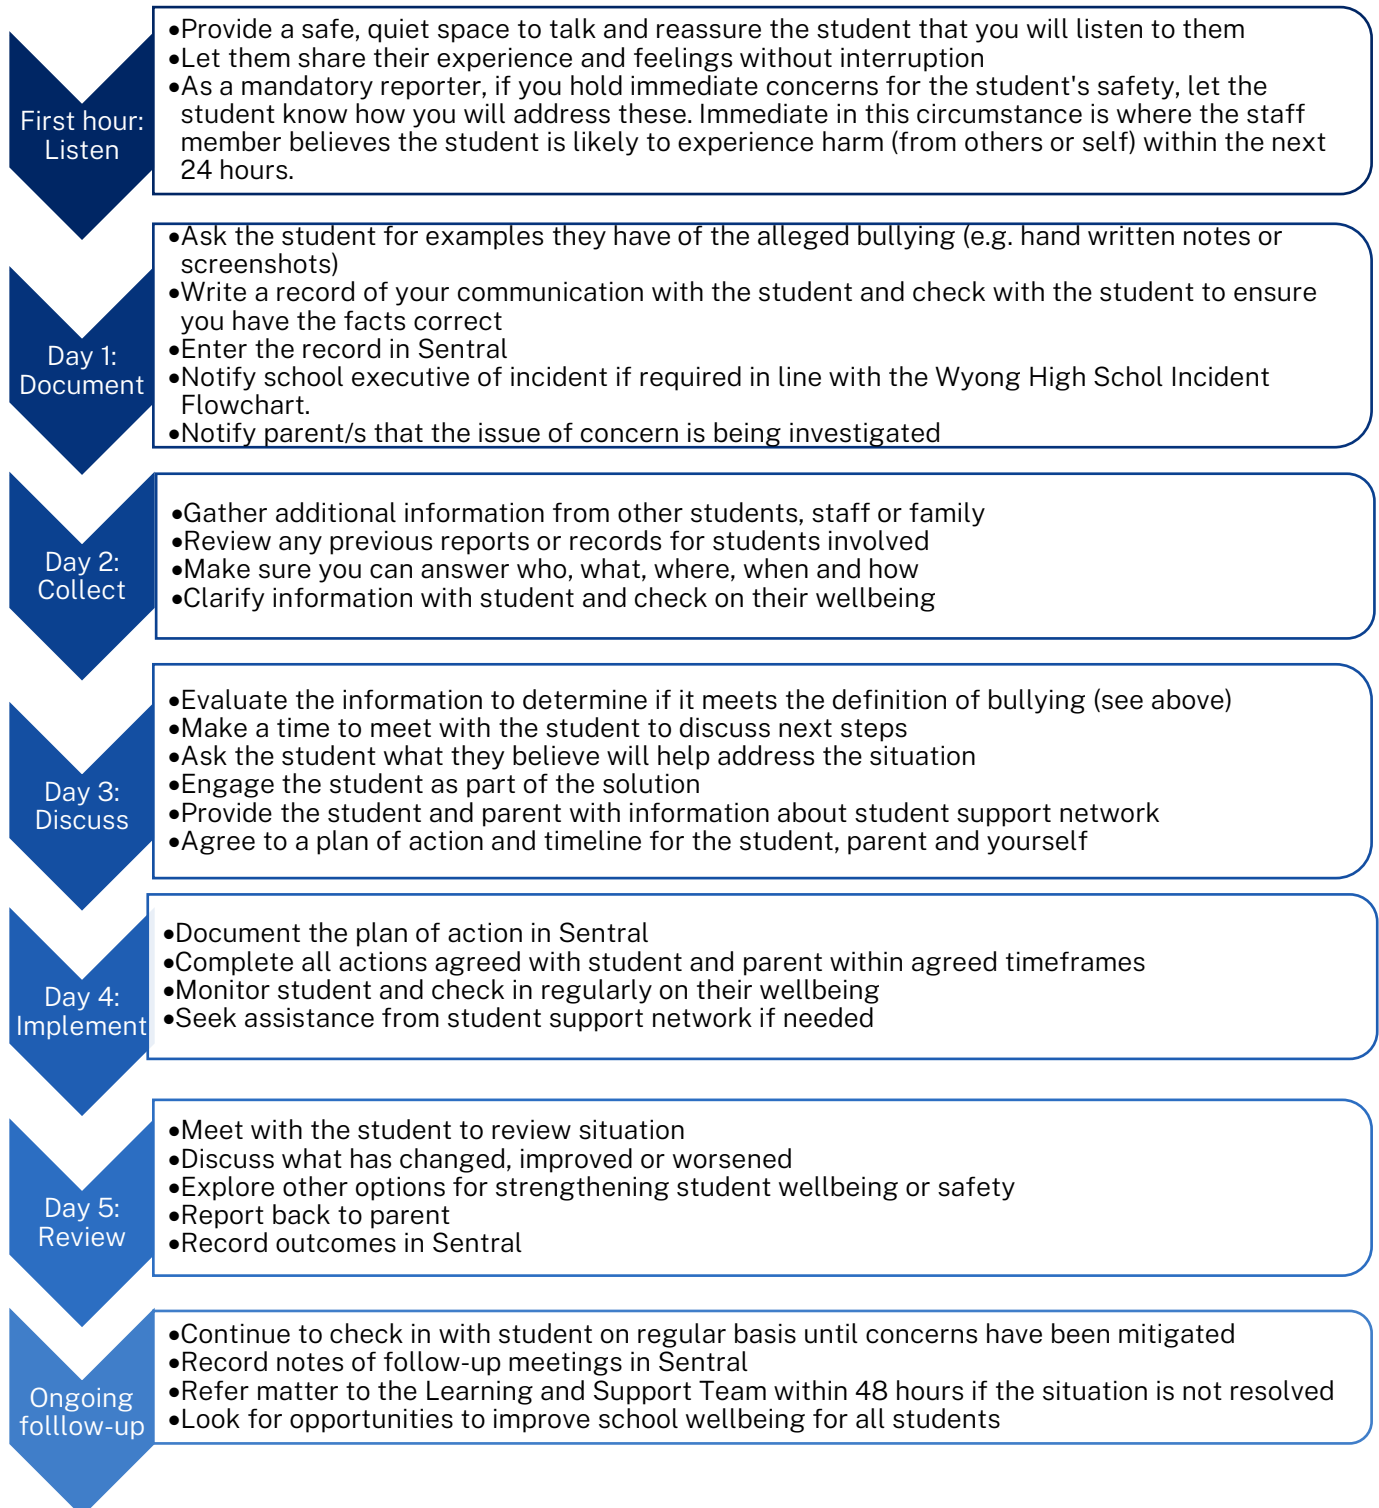 First hour:
Listen
•Provide a safe, quiet space to talk and reassure the student that you will listen to them
•Let them share their experience and feelings without interruption
•As a mandatory reporter, if you hold immediate concerns for the student's safety, let the
student know how you will address these. Immediate in this circumstance is where the staff
member believes the student is likely to experience harm (from others or self) within the next
24 hours.
Day 1:
Document
•Ask the student for examples they have of the alleged bullying (e.g. hand written notes or
screenshots)
•Write a record of your communication with the student and check with the student to ensure
you have the facts correct
•Enter the record in Sentral
•Notify school executive of incident if required in line with the Wyong High Schol Incident
Flowchart.
•Notify parent/s that the issue of concern is being investigated
Day 2:
Collect
•Gather additional information from other students, staff or family
•Review any previous reports or records for students involved
•Make sure you can answer who, what, where, when and how
•Clarify information with student and check on their wellbeing
Day 3:
Discuss
•Evaluate the information to determine if it meets the definition of bullying (see above)
•Make a time to meet with the student to discuss next steps
•Ask the student what they believe will help address the situation
•Engage the student as part of the solution
•Provide the student and parent with information about student support network
•Agree to a plan of action and timeline for the student, parent and yourself
Day 4:
Implement
•Document the plan of action in Sentral
•Complete all actions agreed with student and parent within agreed timeframes
•Monitor student and check in regularly on their wellbeing
•Seek assistance from student support network if needed
Day 5:
Review
•Meet with the student to review situation
•Discuss what has changed, improved or worsened
•Explore other options for strengthening student wellbeing or safety
•Report back to parent
•Record outcomes in Sentral
Ongoing
folllow-up
•Continue to check in with student on regular basis until concerns have been mitigated
•Record notes of follow-up meetings in Sentral
•Refer matter to the Learning and Support Team within 48 hours if the situation is not resolved
•Look for opportunities to improve school wellbeing for all students